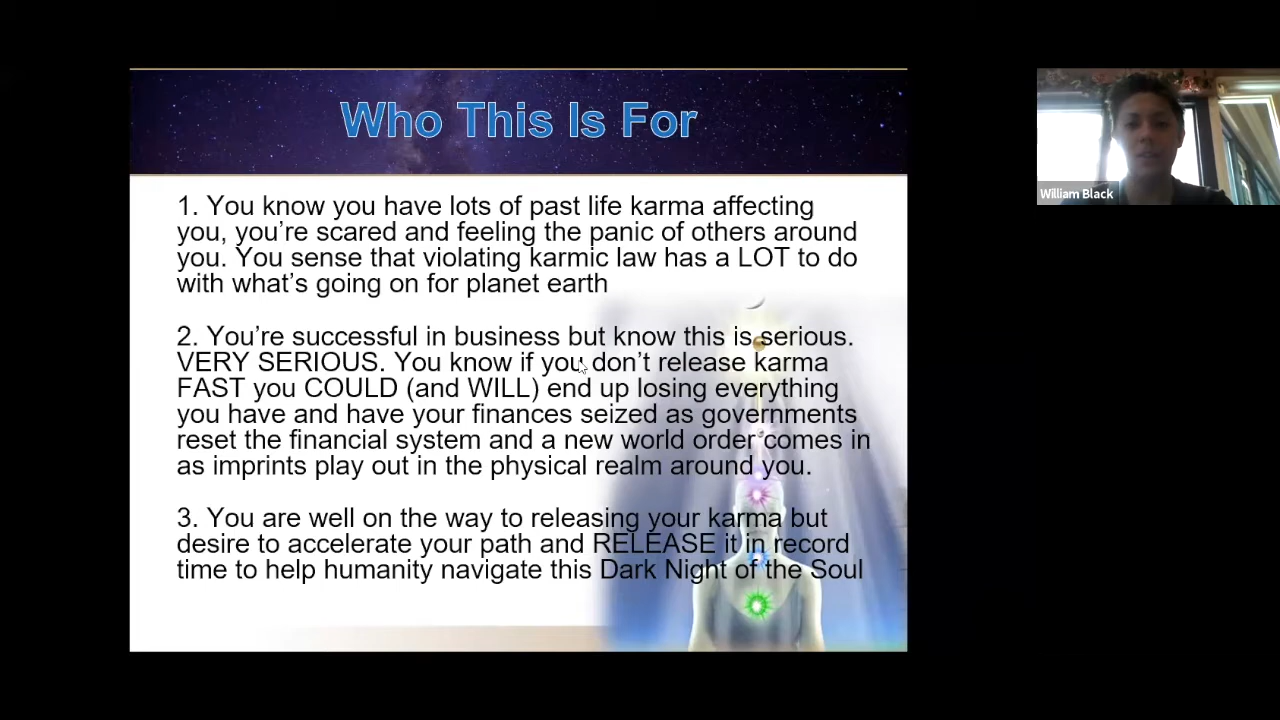 Who This Is For
1. You know you have lots of past life karma affecting
you, you’re scared and feeling the panic of others around
you. You sense that violating karmic law has a LOT to do
with what’s going on for planet earth
2. You’re successful in business but know this is serious.
VERY SERIOUS. You know if you don’t release karma
FAST you COULD (and WILL) end up losing everything
you have and have your finances seized as governments
reset the financial system and a new world order comes in
as imprints play out in the physical realm around you.
3. You are well on the way to releasing your karma but
desire to accelerate your path and RELEASE it in record
time to help humanity navigate this Dark Night of the Soul
William Black